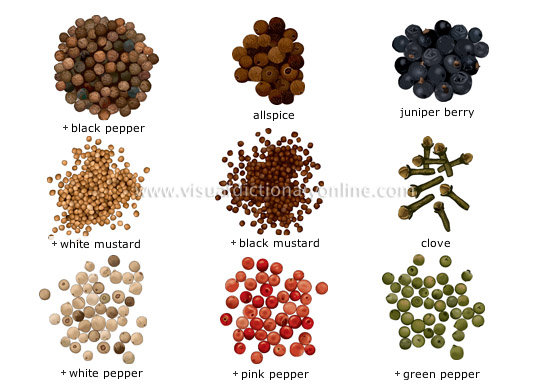 + black pepper
allspice
juniper berry
www.visualdictionaryonline.com
+ white mustard
+ black mustard
clove
+ white pepper
+ pink pepper
+ green pepper